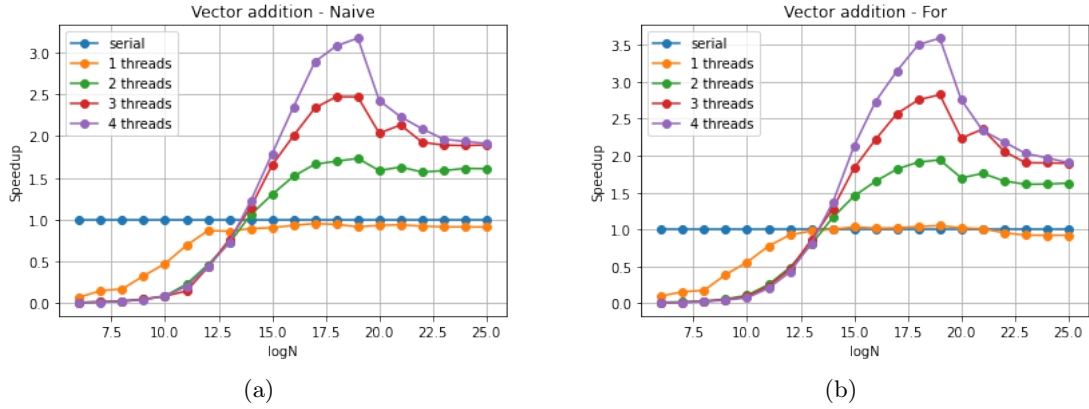 Vector addition - Naive
3.0
2.5
2.0
1.5
1.0
0.5
0.0
Speedup
serial
1 threads
2 threads
3 threads
4 threads
7.5 10.0 12.5 15.0 17.5 20.0 22.5 25.0
logN
(a)
Vector addition - For
3.5
3.0
2.5
2.0
1.5
1.0
0.5
0.0
Speedup
serial
1 threads
2 threads
3 threads
4 threads
7.5 10.0 12.5 15.0 17.5 20.0 22.5 25.0
logN
(b)